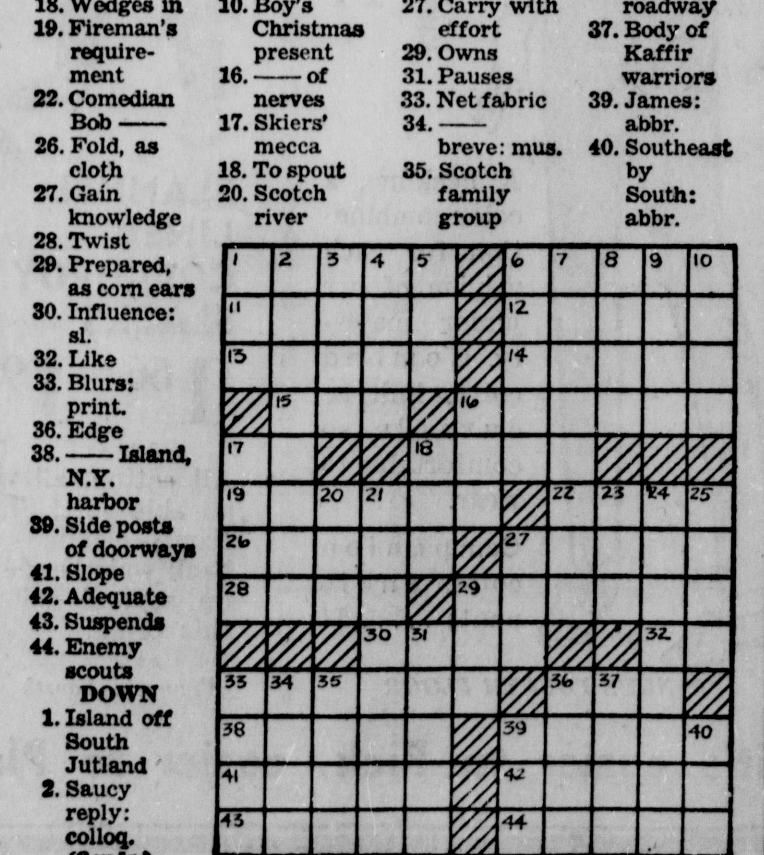 18. Wedges in
19. Fireman's
require-
ment
22. Comedian
Bob ——
26. Fold, as
cloth
27. Gain
knowledge
28. Twist
29. Prepared,
as corn ears
30. Influence:
sl.
32. Like
33. Blurs:
print.
36. Edge
38. —— Island,
N.Y.
harbor
39. Side posts
of doorways
41. Slope
42. Adequate
43. Suspends
44. Enemy
scouts
DOWN
1. Island off
South
Jutland
2. Saucy
reply:
colloq.
10. Boy's
Christmas
present
16. —— of
nerves
17. Skiers'
mecca
18. To spout
20. Scotch
river
27. Carry with
effort
29. Owns
31. Pauses
33. Net fabric
34. ——
breve: mus.
35. Scotch
family
group
roadway
37. Body of
Kaffir
warriors
39. James:
abbr.
40. Southeast
by
South:
abbr.
1 2 3 4 5 6 7 8 9 10
11 12
13 14
15 16
17 18
19 20 21 22 23 24 25
26 27
28 29
30 31 32
33 34 35 36 37
38 39 40
41 42
43 44